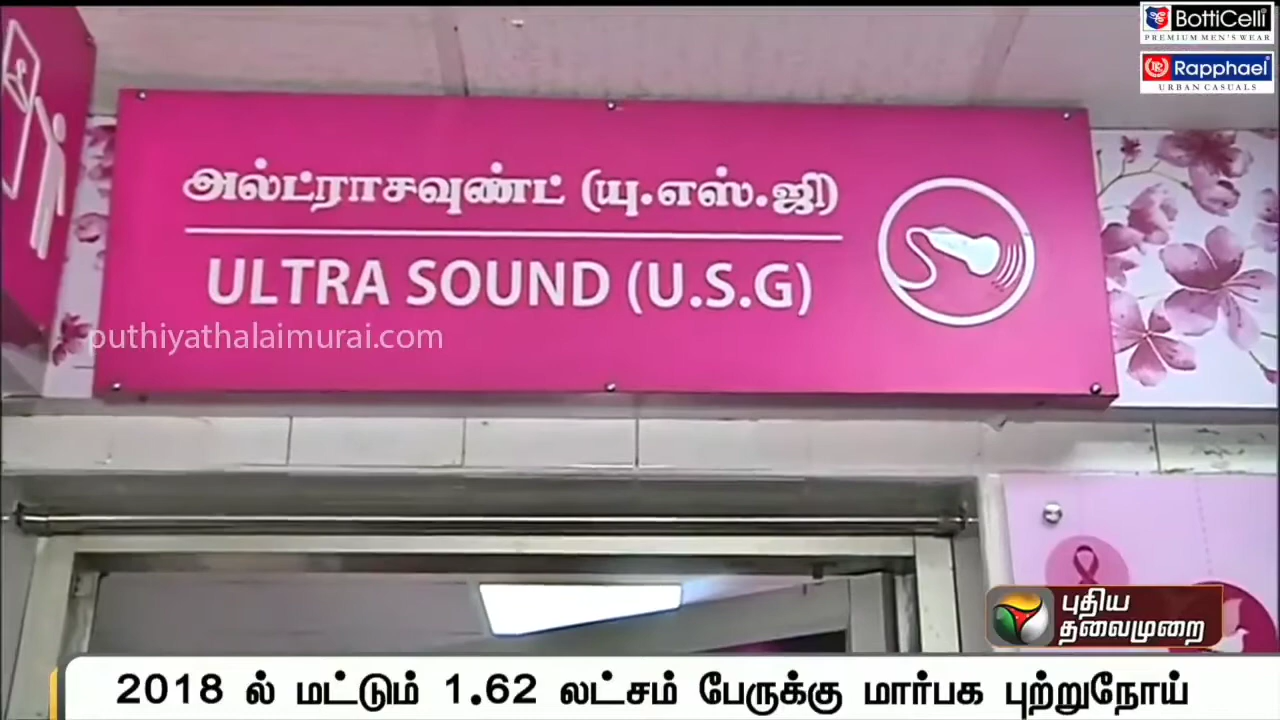 BOTTICELLI
PREMIUM MEN'S WEAR
Rapphael
URBAN CASUALS
அல்ட்ராசவுண்ட் (யு.எஸ்.ஜி)
ULTRA SOUND (U.S.G)
puthiyathalaimurai.com
புதிய
தலைமுறை
2018 ல் மட்டும் 1.62 லட்சம் பேருக்கு மார்பக புற்றுநோய்